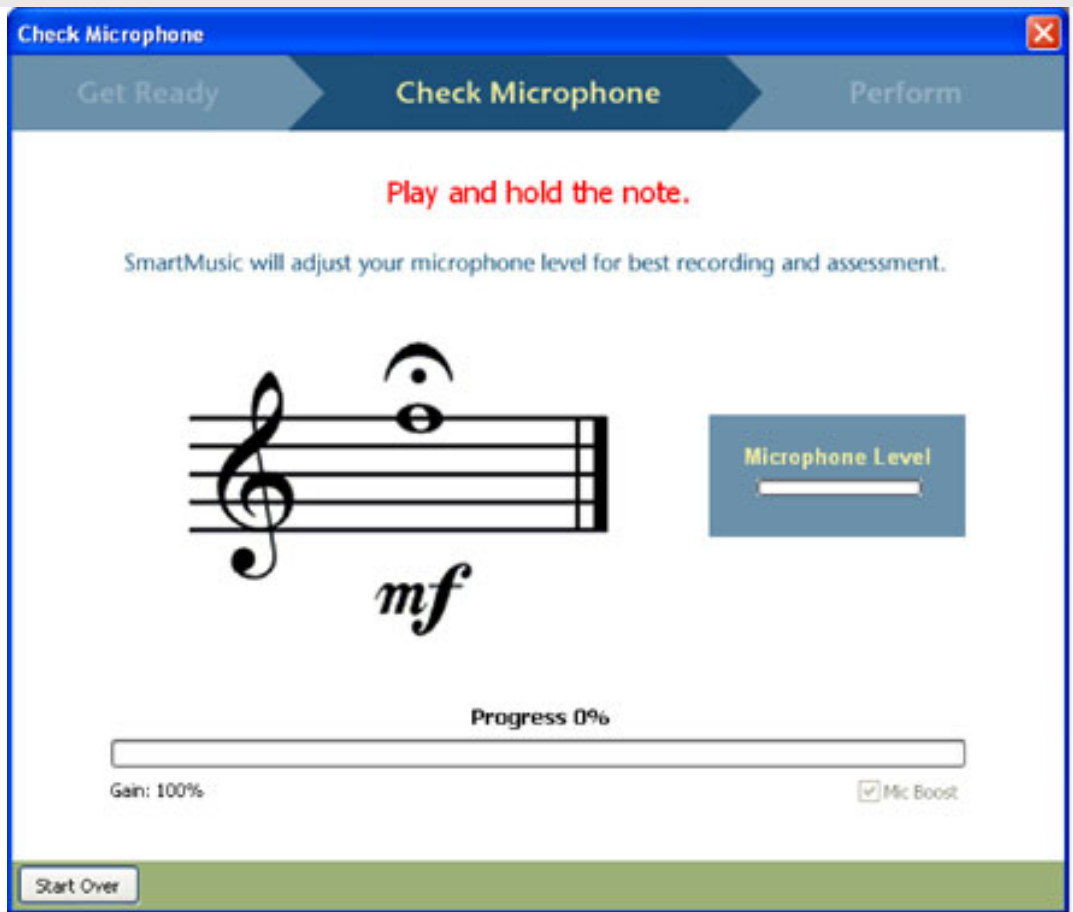 Check Microphone
Get Ready
Check Microphone
Perform
Play and hold the note.
SmartMusic will adjust your microphone level for best recording and assessment.
Microphone Level
mf
Progress 0%
Gain: 100%
Mic Boost
Start Over